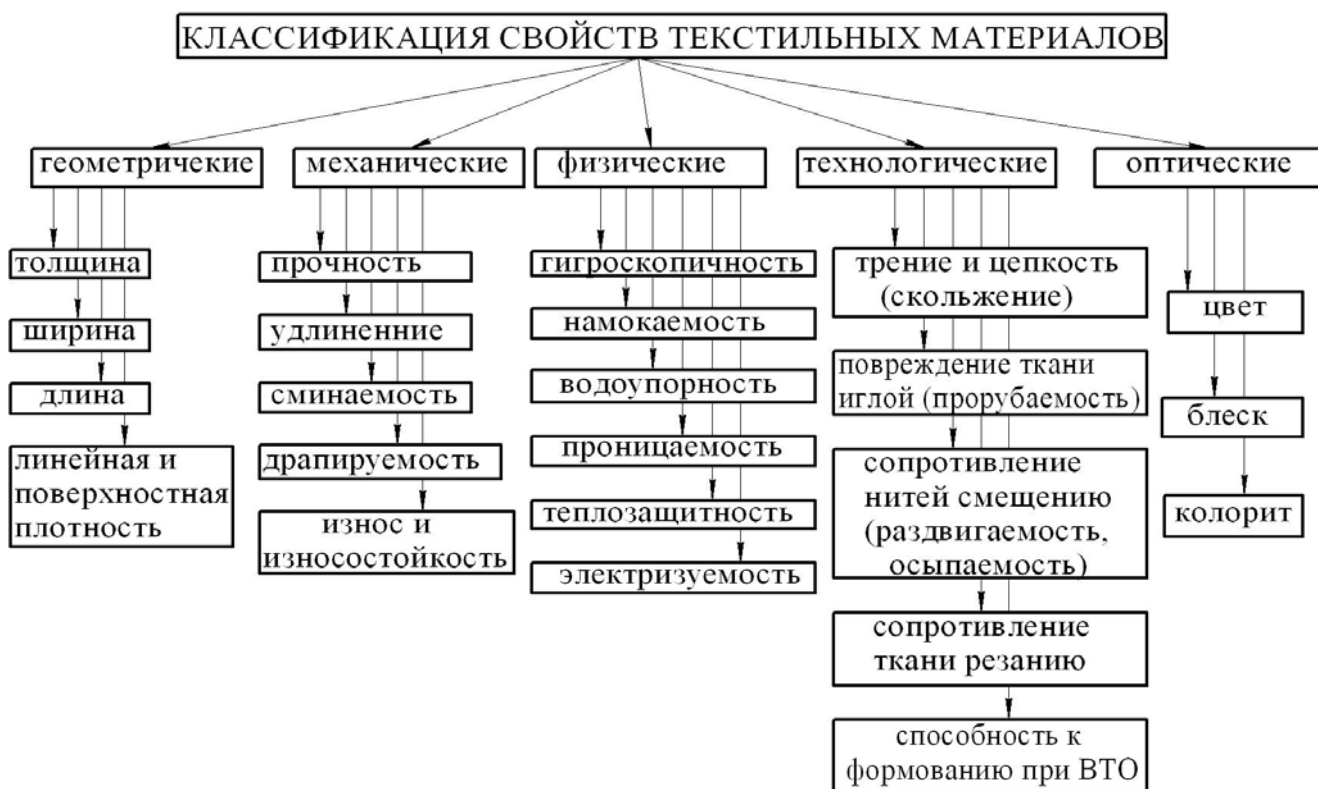 КЛАССИФИКАЦИЯ СВОЙСТВ ТЕКСТИЛЬНЫХ МАТЕРИАЛОВ
геометричекие
толщина
ширина
длина
линейная и
поверхностная
плотность
механические
прочность
удлиненние
сминаемость
драпируемость
износ и
износостойкость
физические
гигроскопичность
намокаемость
водоупорность
проницаемость
теплозащитность
электризуемость
технологические
трение и цепкость
(скольжение)
повреждение ткани
иглой (прорубаемость)
сопротивление
нитей смещению
(раздвигаемость,
осыпаемость)
сопротивление
ткани резанию
способность к
формованию при ВТО
оптические
цвет
блеск
колорит